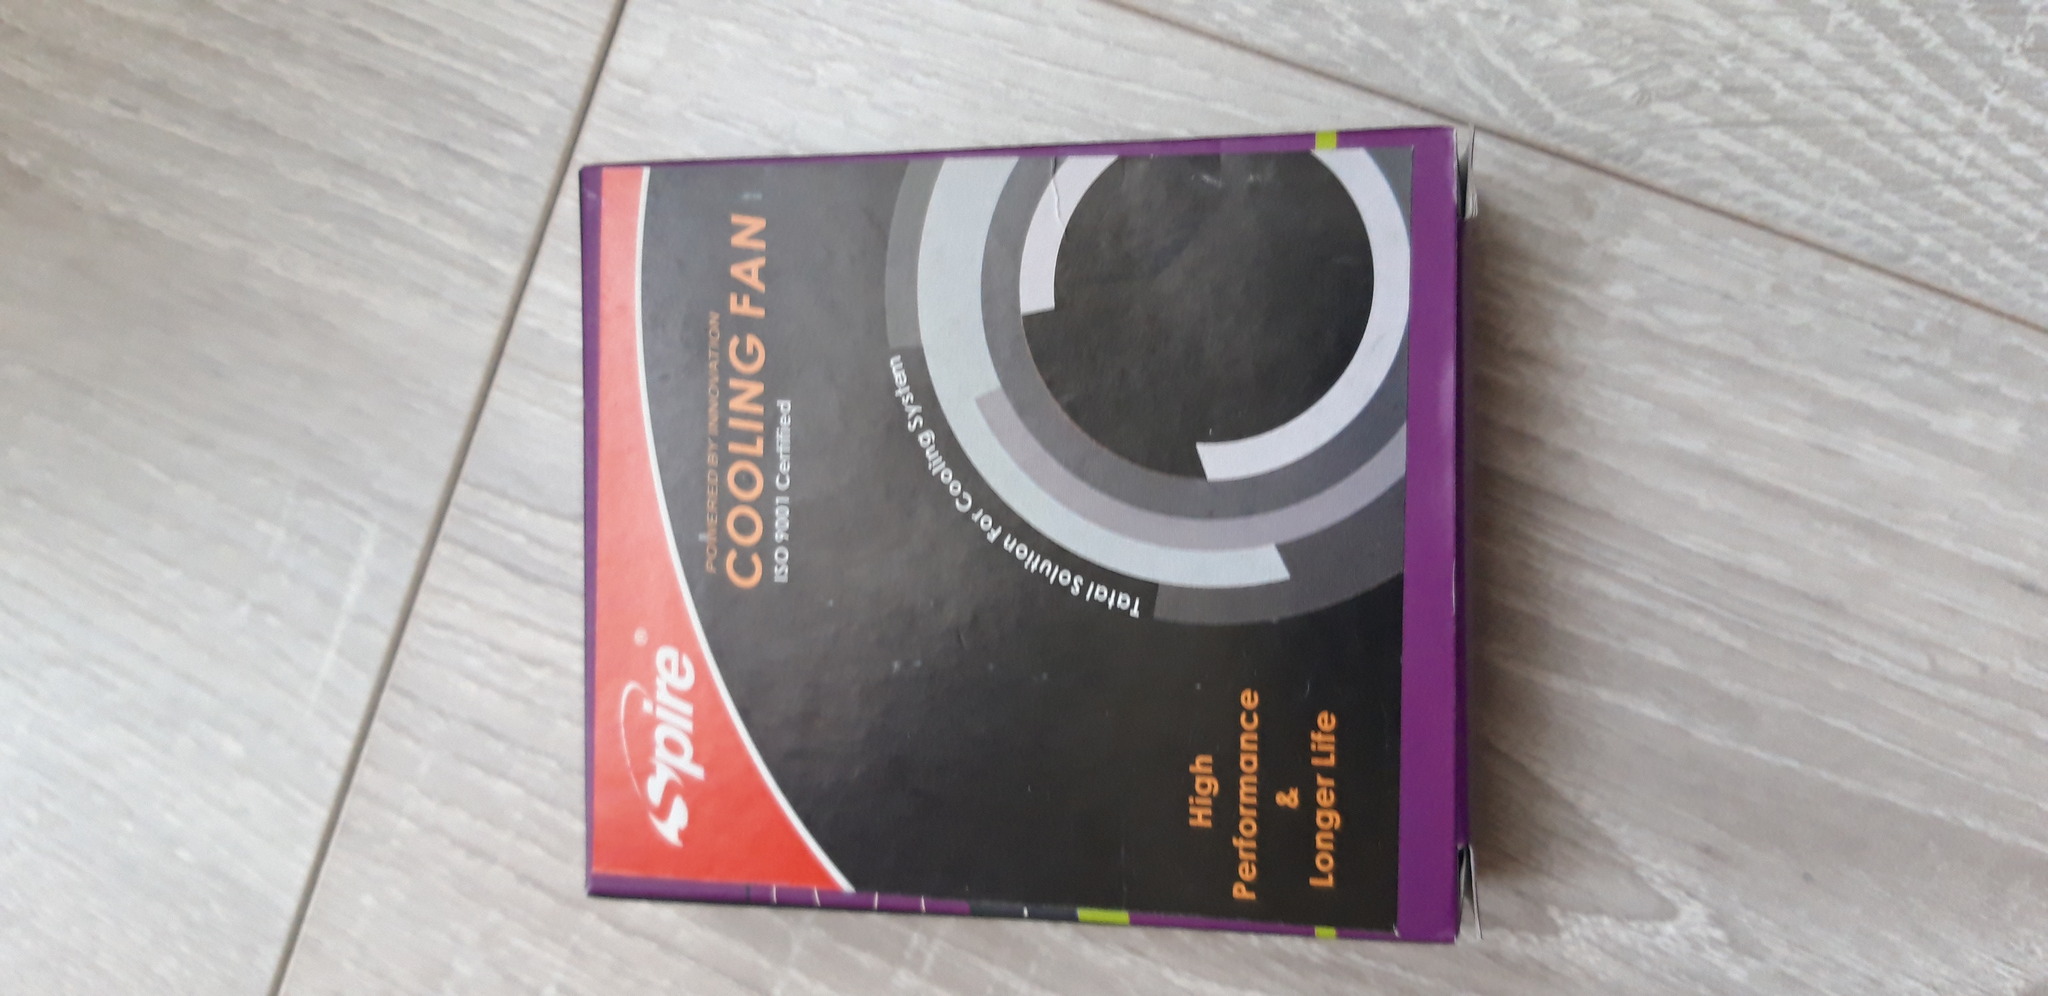 Spire®
POWERED BY INNOVATION
COOLING FAN
ISO 9001 Certified
Tatal Solution For Cooling System
High
Performance
&
Longer Life